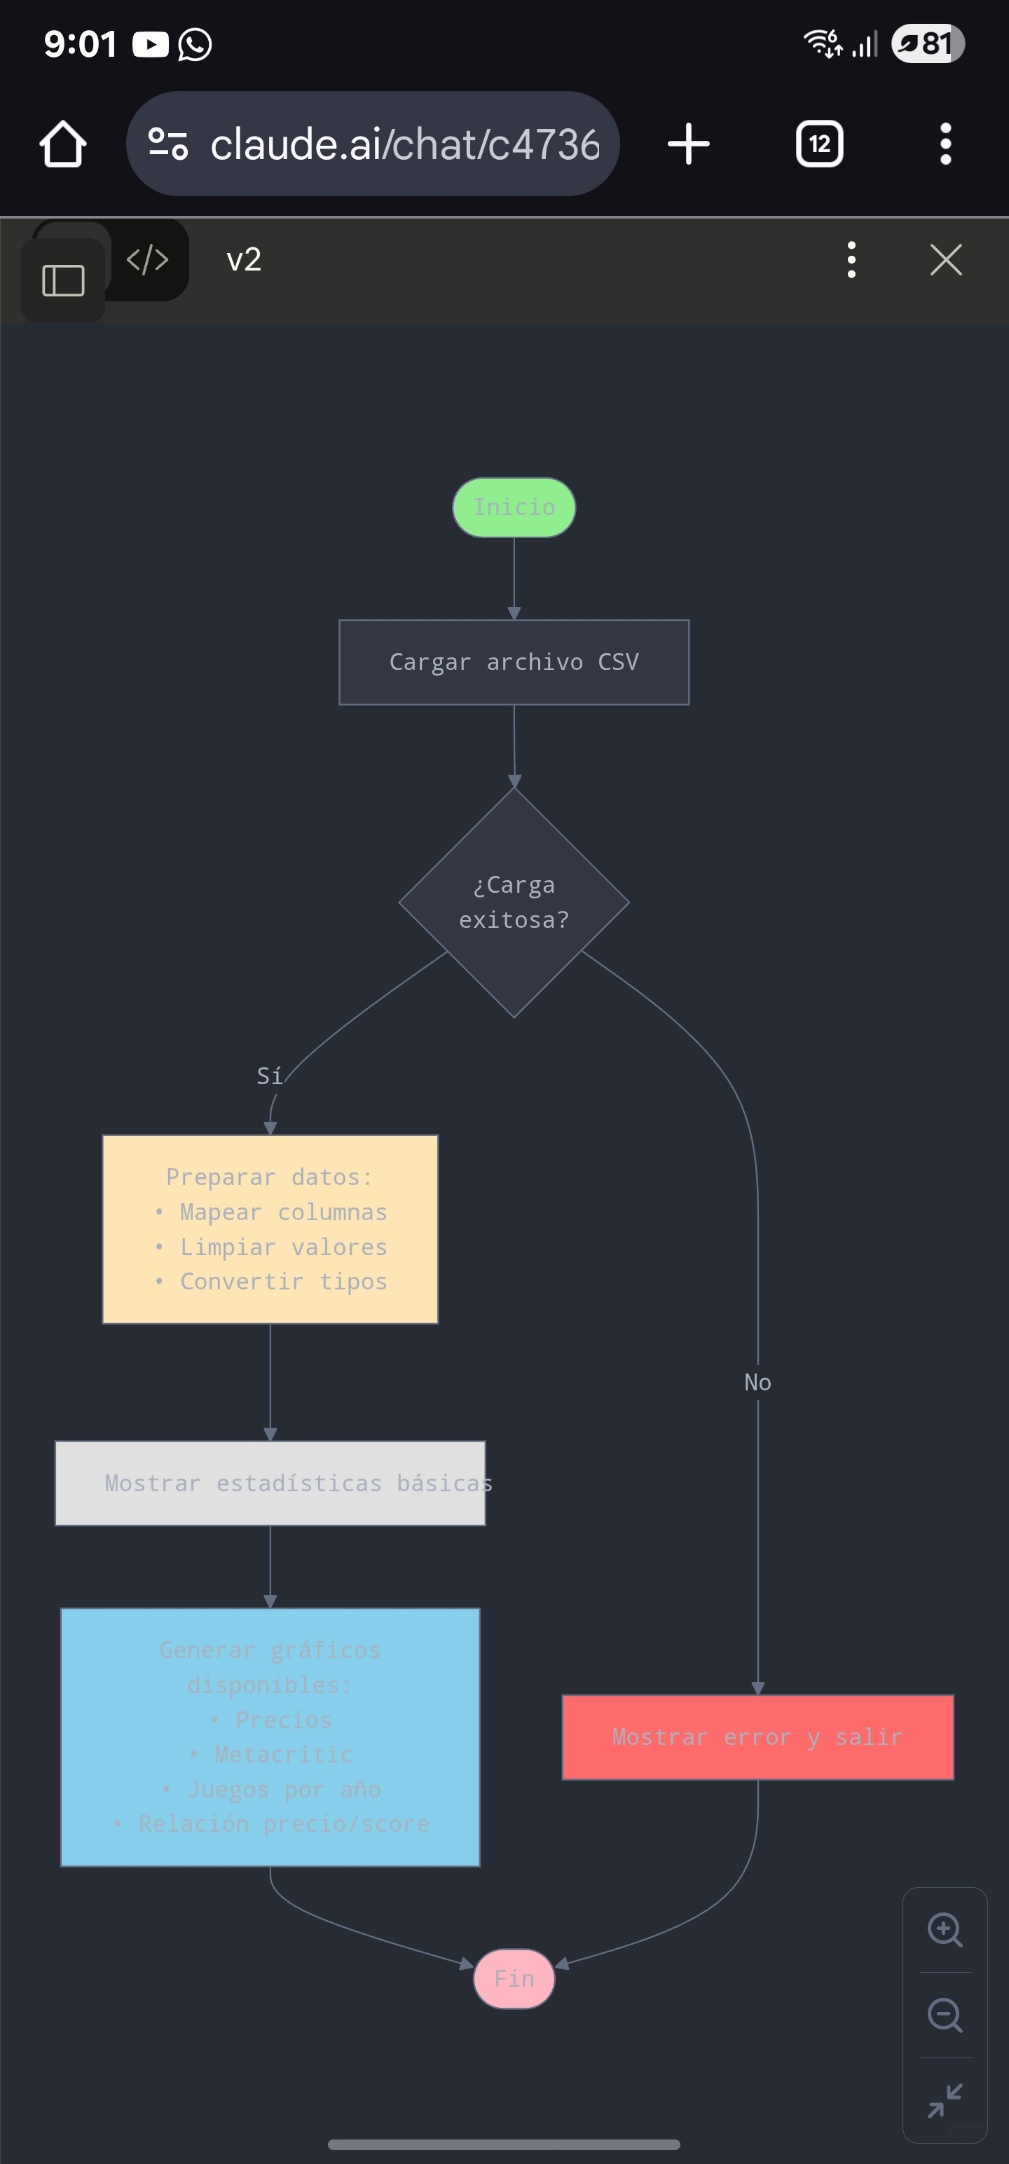 9:01
6
81
claude.ai/chat/c4736
12
</> v2
Inicio
Cargar archivo CSV
¿Carga
exitosa?
Sí
Preparar datos:
• Mapear columnas
• Limpiar valores
• Convertir tipos
No
Mostrar estadísticas básicas
Generar gráficos
disponibles:
• Precios
• Metacritic
• Juegos por año
• Relación precio/score
Mostrar error y salir
Fin